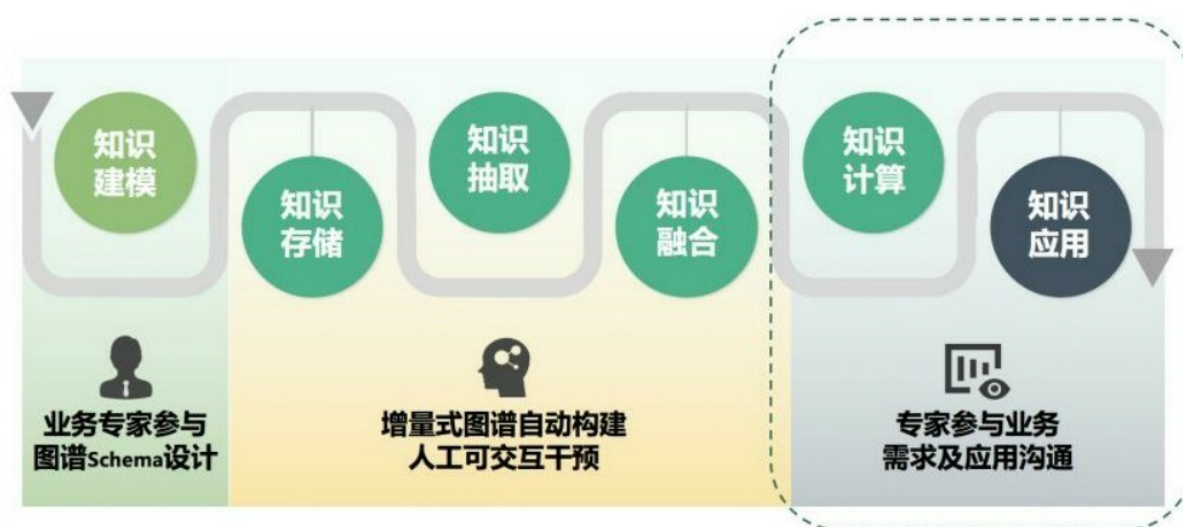 知识
建模
知识
存储
知识
抽取
知识
融合
知识
计算
知识
应用
业务专家参与
图谱Schema设计
增量式图谱自动构建
人工可交互干预
专家参与业务
需求及应用沟通